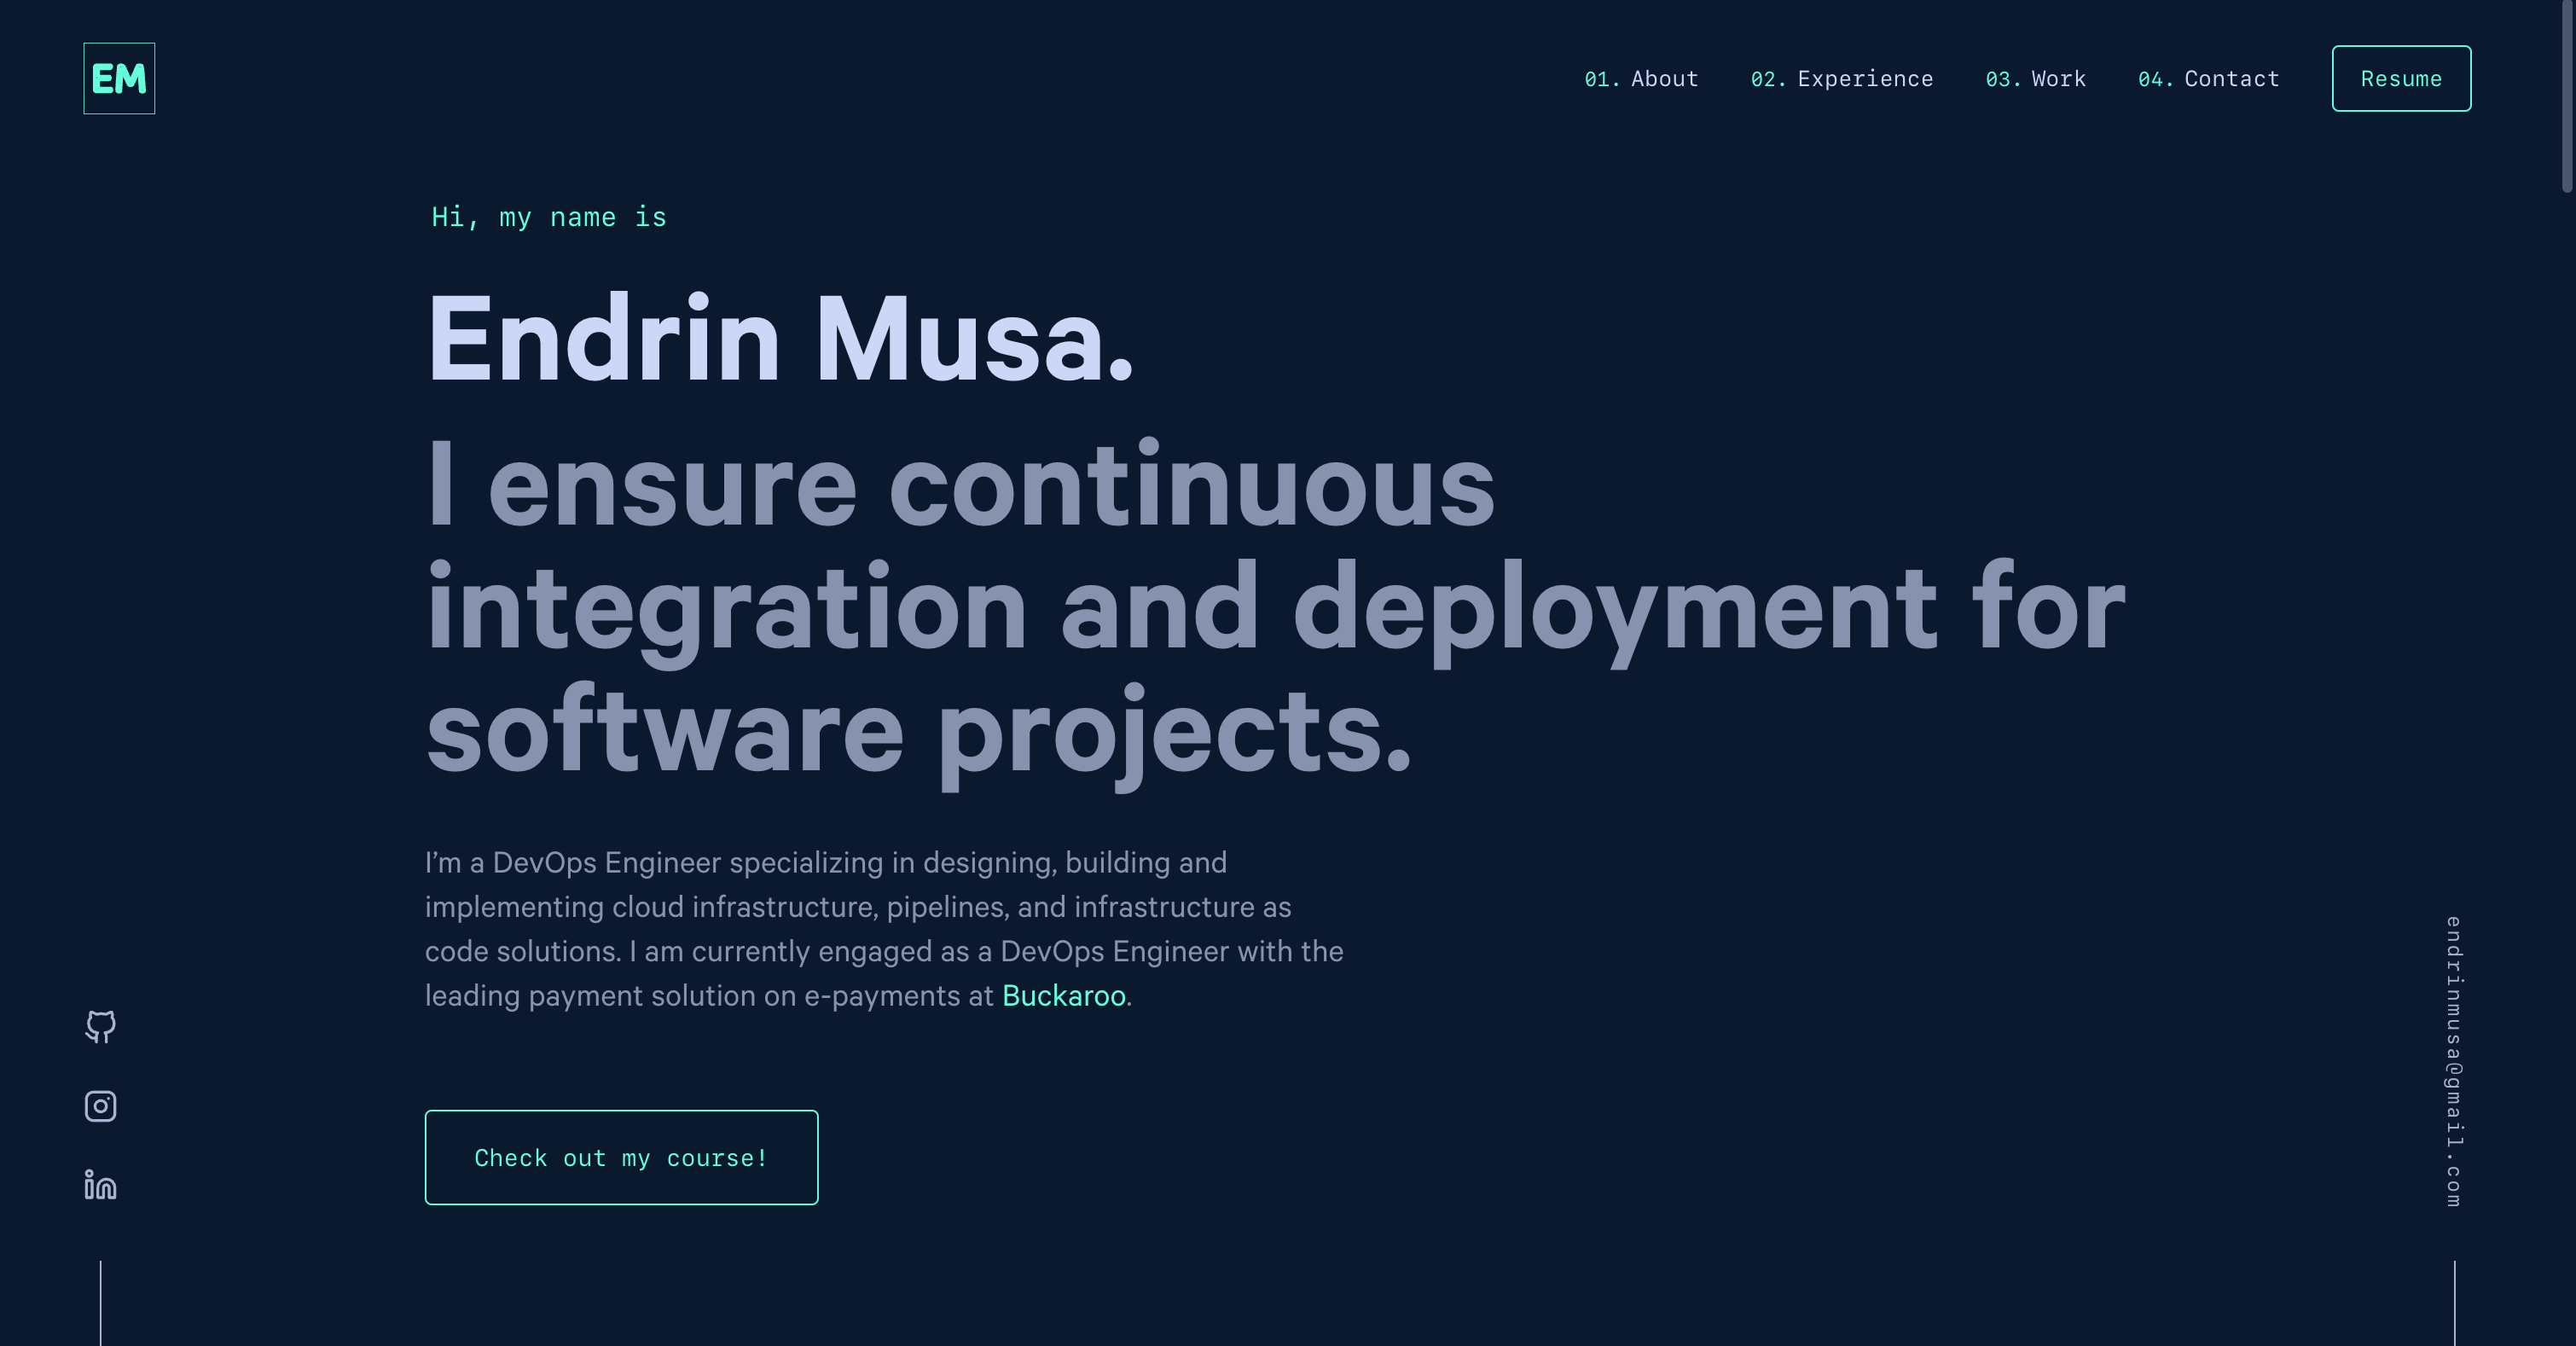 EM
01. About 02. Experience 03. Work 04. Contact Resume
Hi, my name is
Endrin Musa.
I ensure continuous
integration and deployment for
software projects.
I’m a DevOps Engineer specializing in designing, building and
implementing cloud infrastructure, pipelines, and infrastructure as
code solutions. I am currently engaged as a DevOps Engineer with the
leading payment solution on e-payments at Buckaroo.
Check out my course!
endrinmusa@gmail.com